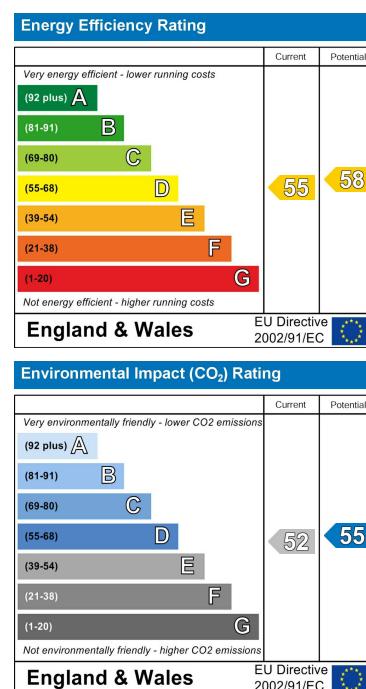 Energy Efficiency Rating
Current Potential
Very energy efficient - lower running costs
(92 plus) A
(81-91) B
(69-80) C
(55-68) D 55 58
(39-54) E
(21-38) F
(1-20) G
Not energy efficient - higher running costs
England & Wales EU Directive 2002/91/EC
Environmental Impact (CO₂) Rating
Current Potential
Very environmentally friendly - lower CO2 emissions
(92 plus) A
(81-91) B
(69-80) C
(55-68) D 52 55
(39-54) E
(21-38) F
(1-20) G
Not environmentally friendly - higher CO2 emissions
England & Wales EU Directive 2002/91/EC